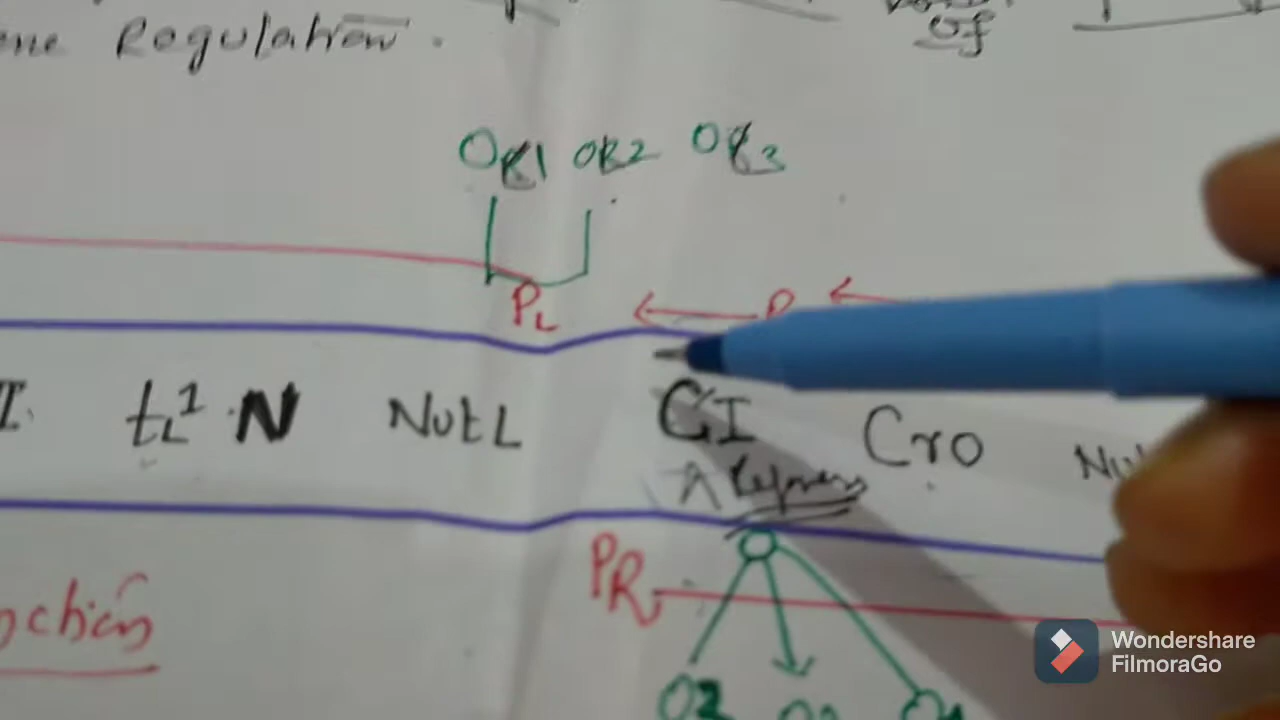 Regulation.
Of
OR1 OR2 OR3
PL
tL1 N NutL CI Cro
λ
PR
Wondershare
FilmoraGo